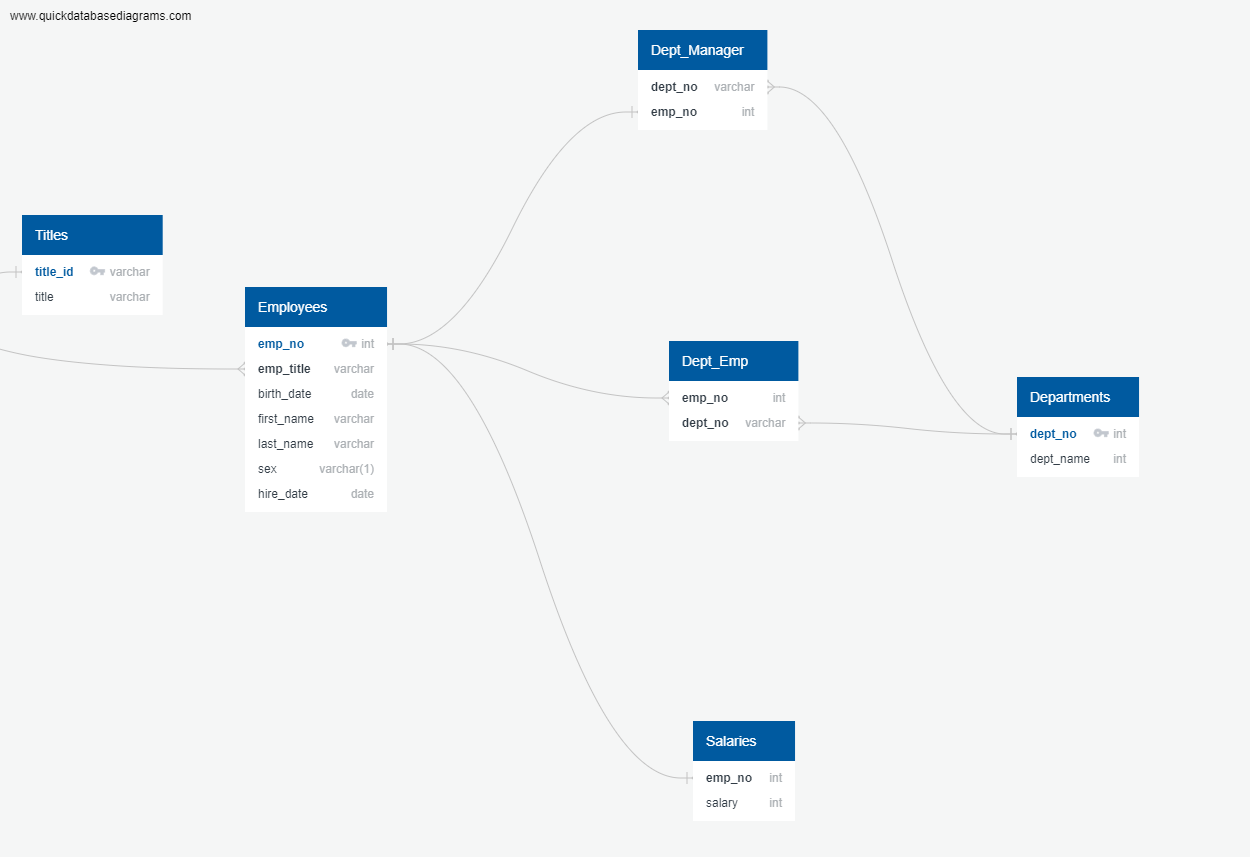 www.quickdatabasediagrams.com
Dept_Manager
dept_no varchar
emp_no int
Titles
title_id varchar
title varchar
Employees
emp_no int
emp_title varchar
birth_date date
first_name varchar
last_name varchar
sex varchar(1)
hire_date date
Dept_Emp
emp_no int
dept_no varchar
Departments
dept_no int
dept_name int
Salaries
emp_no int
salary int